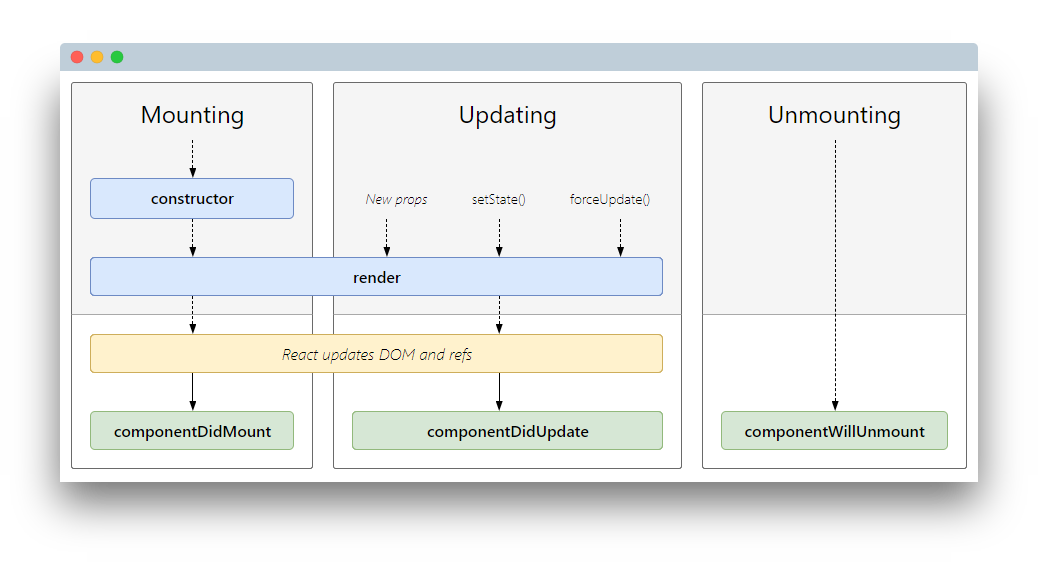 Mounting
Updating
Unmounting
constructor
New props
setState()
forceUpdate()
render
React updates DOM and refs
componentDidMount
componentDidUpdate
componentWillUnmount